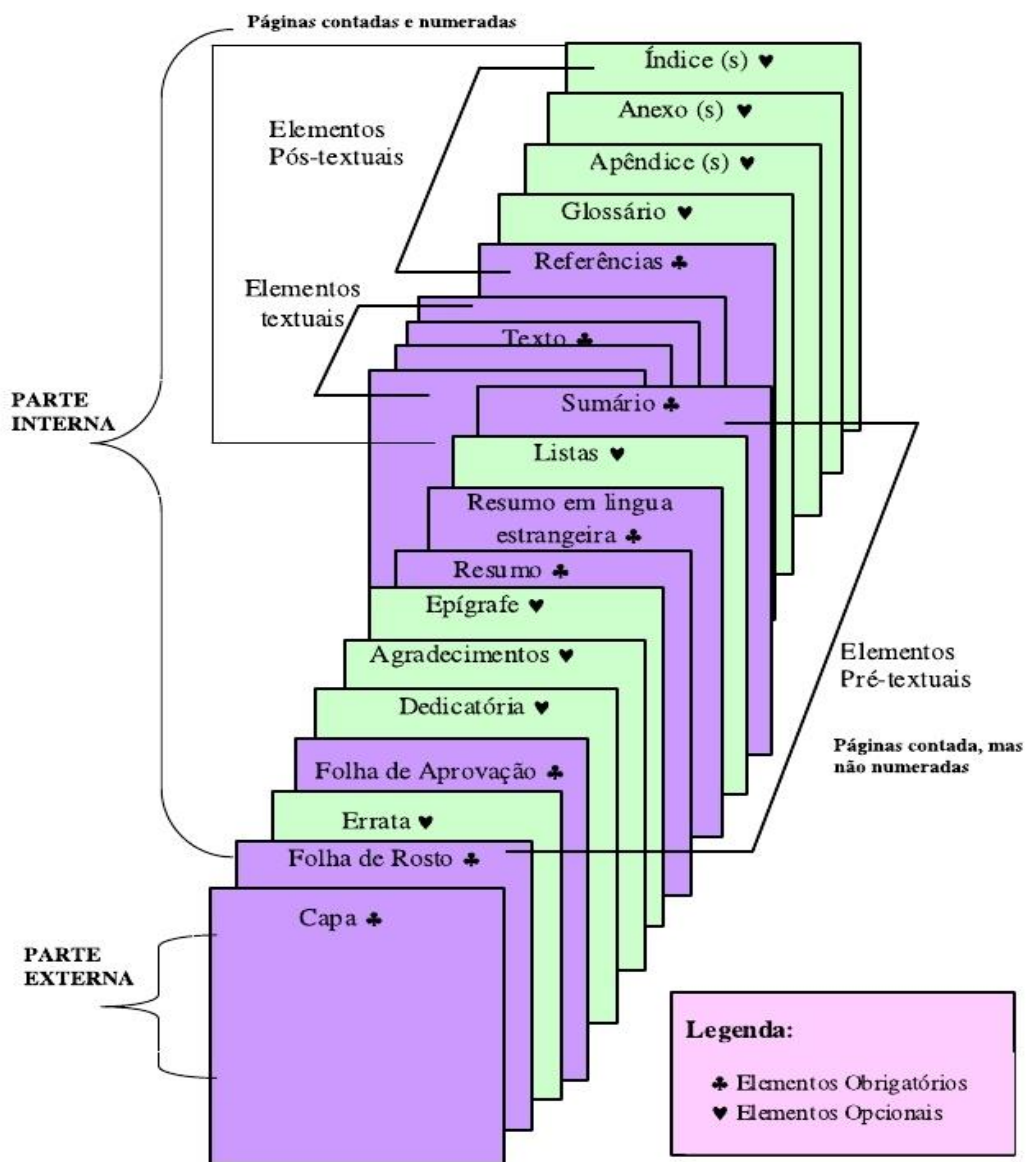 Páginas contadas e numeradas
Índice (s) ♥
Anexo (s) ♥
Elementos
Pós-textuais
Apêndice (s) ♥
Glossário ♥
Referências ♣
Elementos
textuais
Texto ♣
PARTE
INTERNA
Sumário ♣
Listas ♥
Resumo em lingua
estrangeira ♣
Resumo ♣
Epígrafe ♥
Agradecimentos ♥
Elementos
Pré-textuais
Dedicatória ♥
Páginas contada, mas
não numeradas
Folha de Aprovação ♣
Errata ♥
Folha de Rosto ♣
Capa ♣
PARTE
EXTERNA
Legenda:
♣ Elementos Obrigatórios
♥ Elementos Opcionais